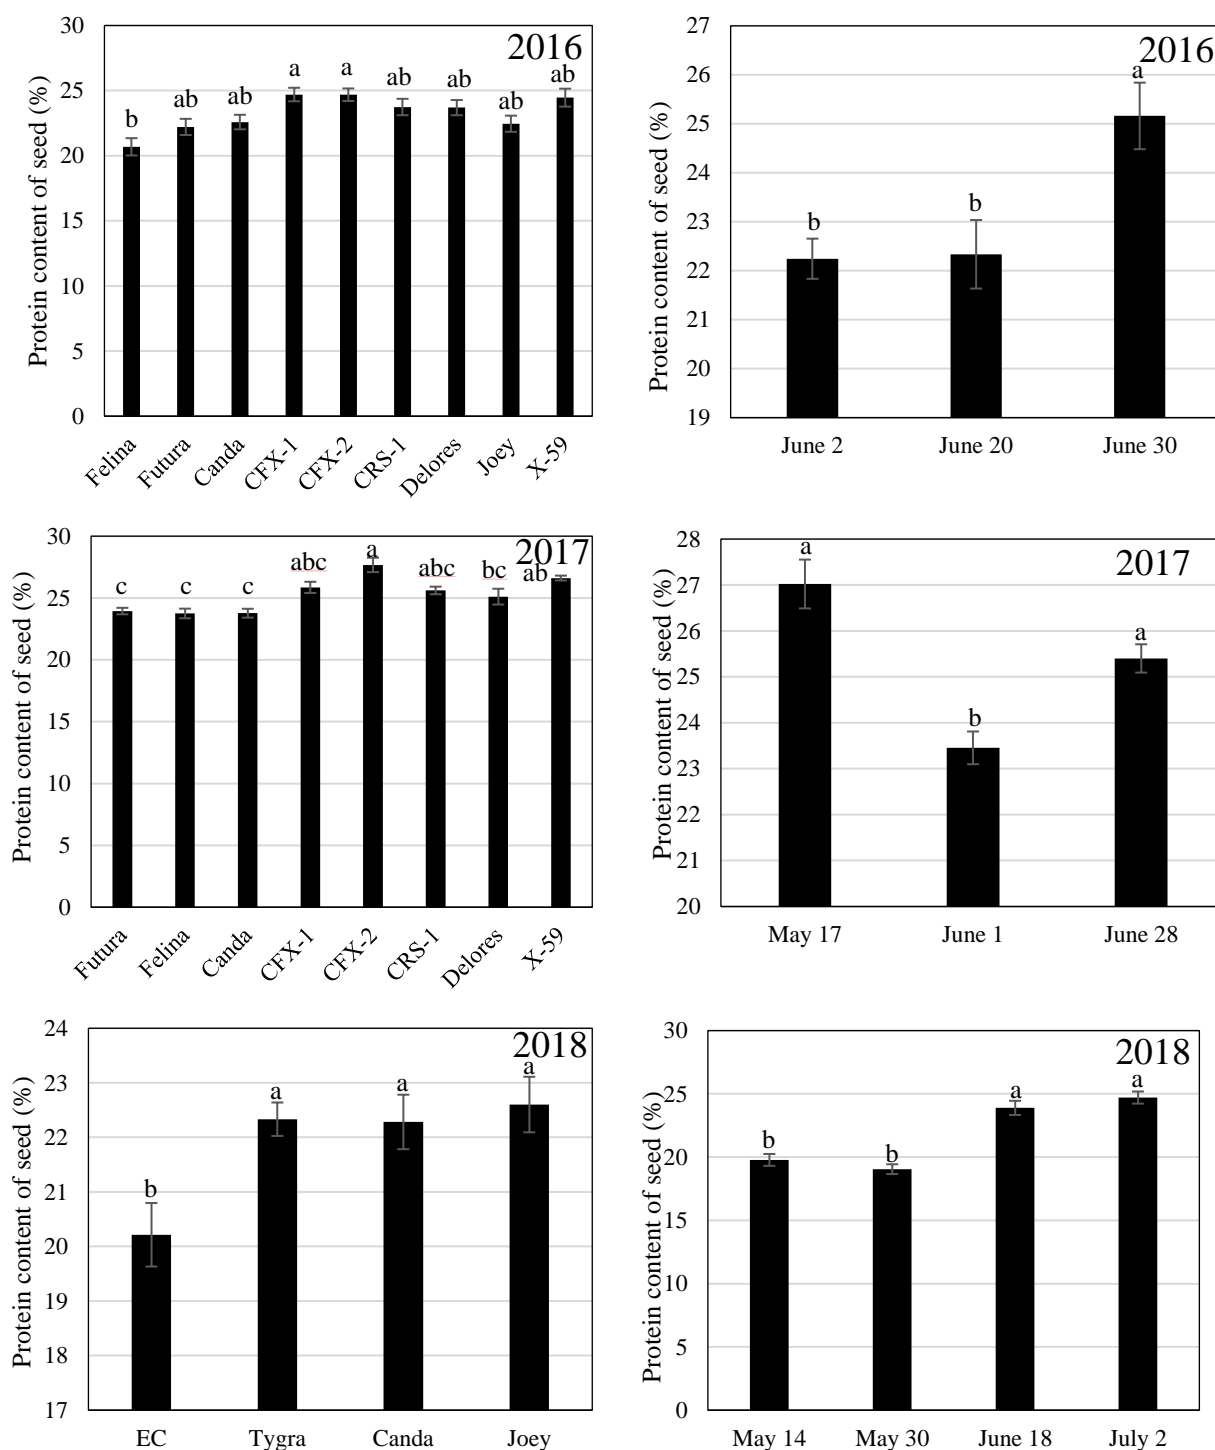 2016
Protein content of seed (%)
30
25
20
15
10
5
0
b
ab
ab
a
a
ab
ab
ab
ab
Felina
Futura
Canda
CFX-1
CFX-2
CRS-1
Delores
Joey
X-59
2016
Protein content of seed (%)
27
26
25
24
23
22
21
20
19
b
b
a
June 2
June 20
June 30
2017
Protein content of seed (%)
30
25
20
15
10
5
0
c
c
c
abc
a
abc
bc
ab
Futura
Felina
Canda
CFX-1
CFX-2
CRS-1
Delores
X-59
2017
Protein content of seed (%)
28
27
26
25
24
23
22
21
20
a
b
a
May 17
June 1
June 28
2018
Protein content of seed (%)
24
23
22
21
20
19
18
17
b
a
a
a
EC
Tygra
Canda
Joey
2018
Protein content of seed (%)
30
25
20
15
10
5
0
b
b
a
a
May 14
May 30
June 18
July 2